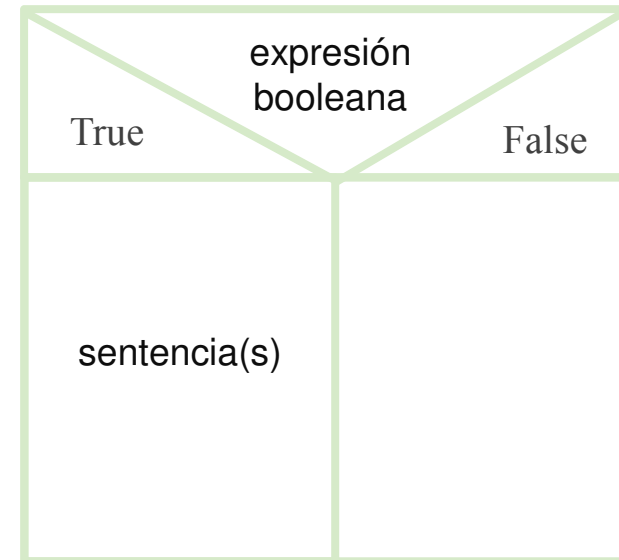 expresión
booleana
True
False
sentencia(s)